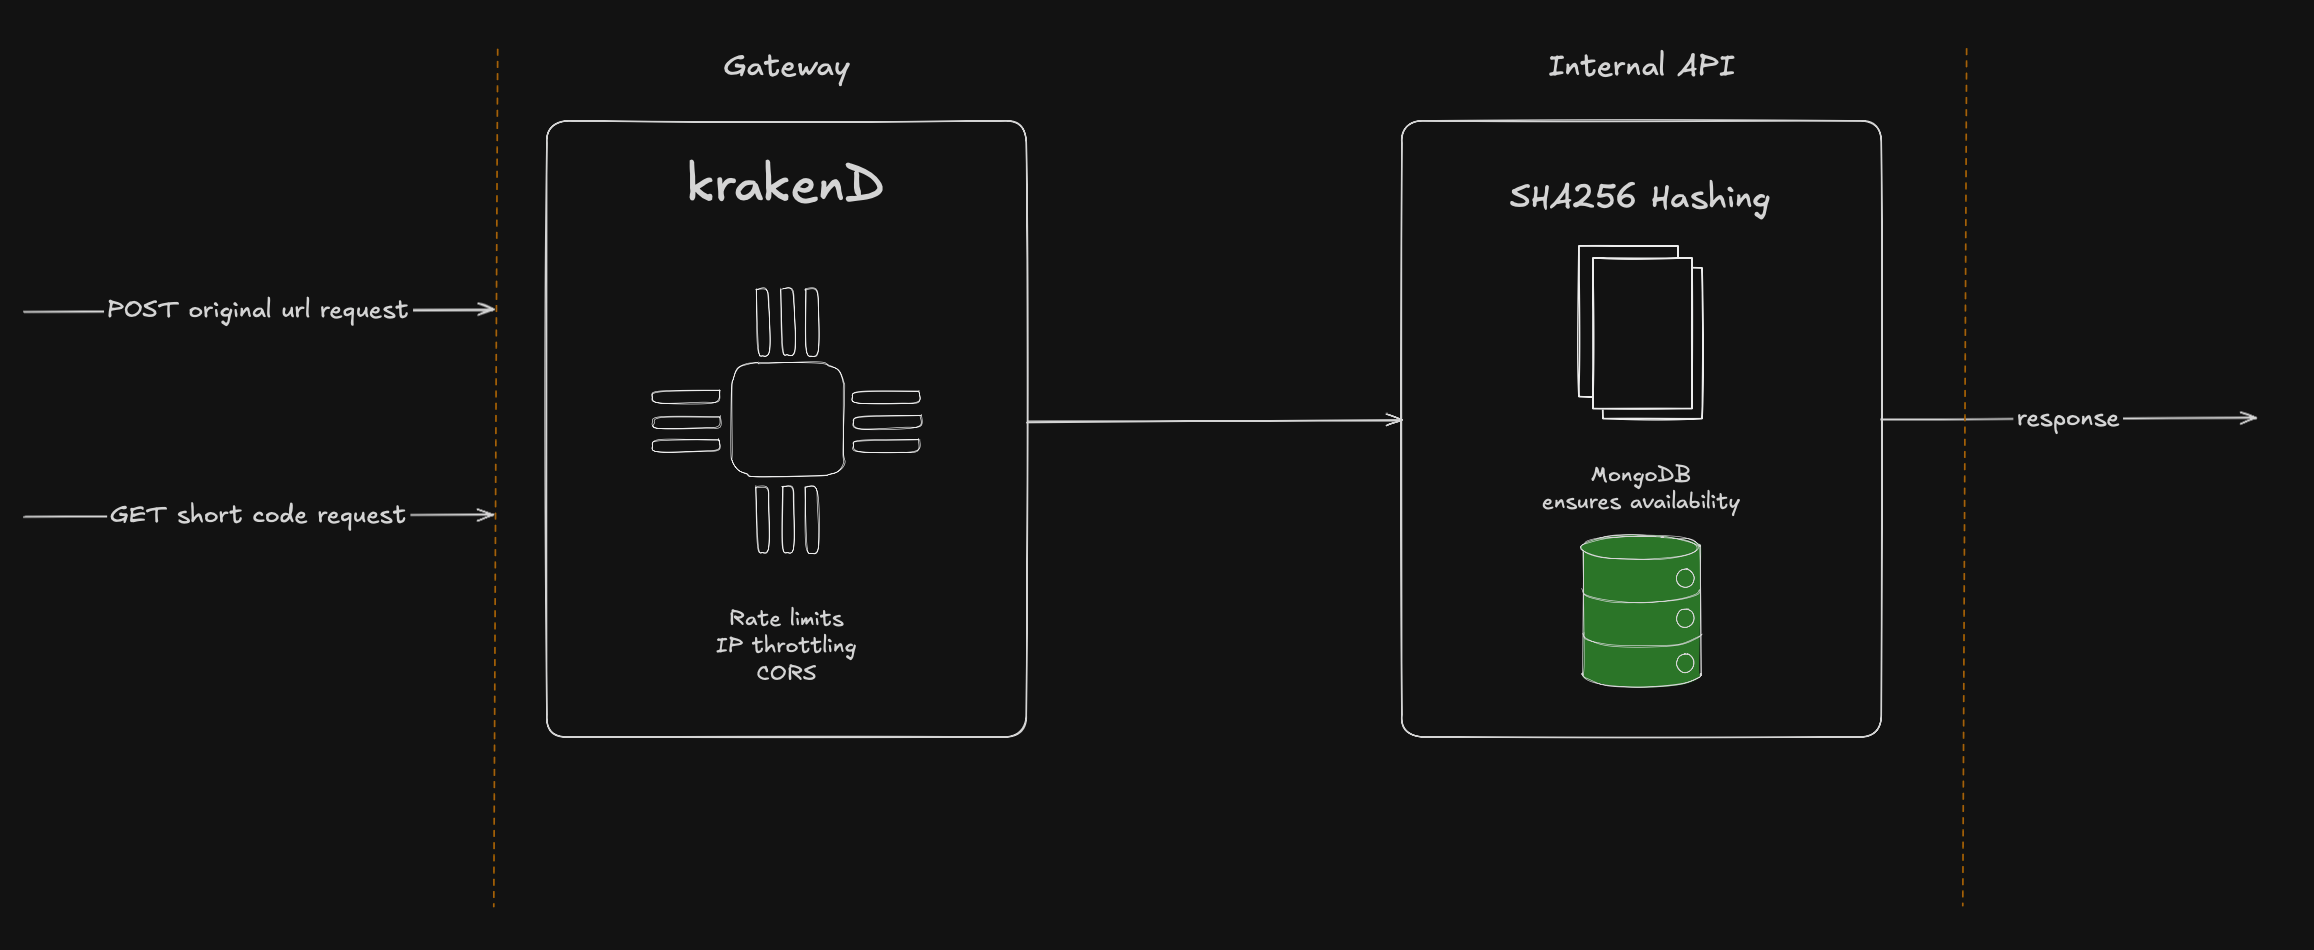 Gateway
Internal API
krakenD
SHA256 Hashing
POST original url request
response
MongoDB
ensures availability
GET short code request
Rate limits
IP throttling
CORS